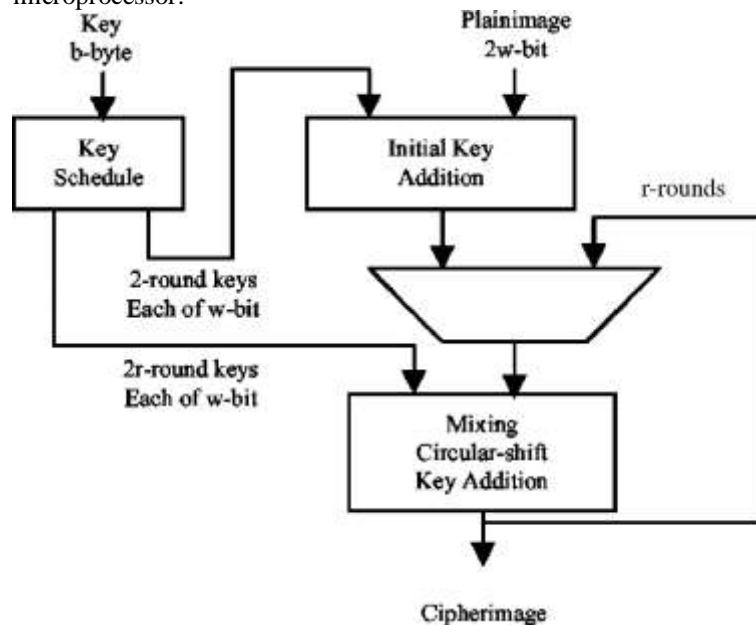 microprocessor.
Key
b-byte
Plainimage
2w-bit
Key
Schedule
Initial Key
Addition
r-rounds
2-round keys
Each of w-bit
2r-round keys
Each of w-bit
Mixing
Circular-shift
Key Addition
Cipherimage